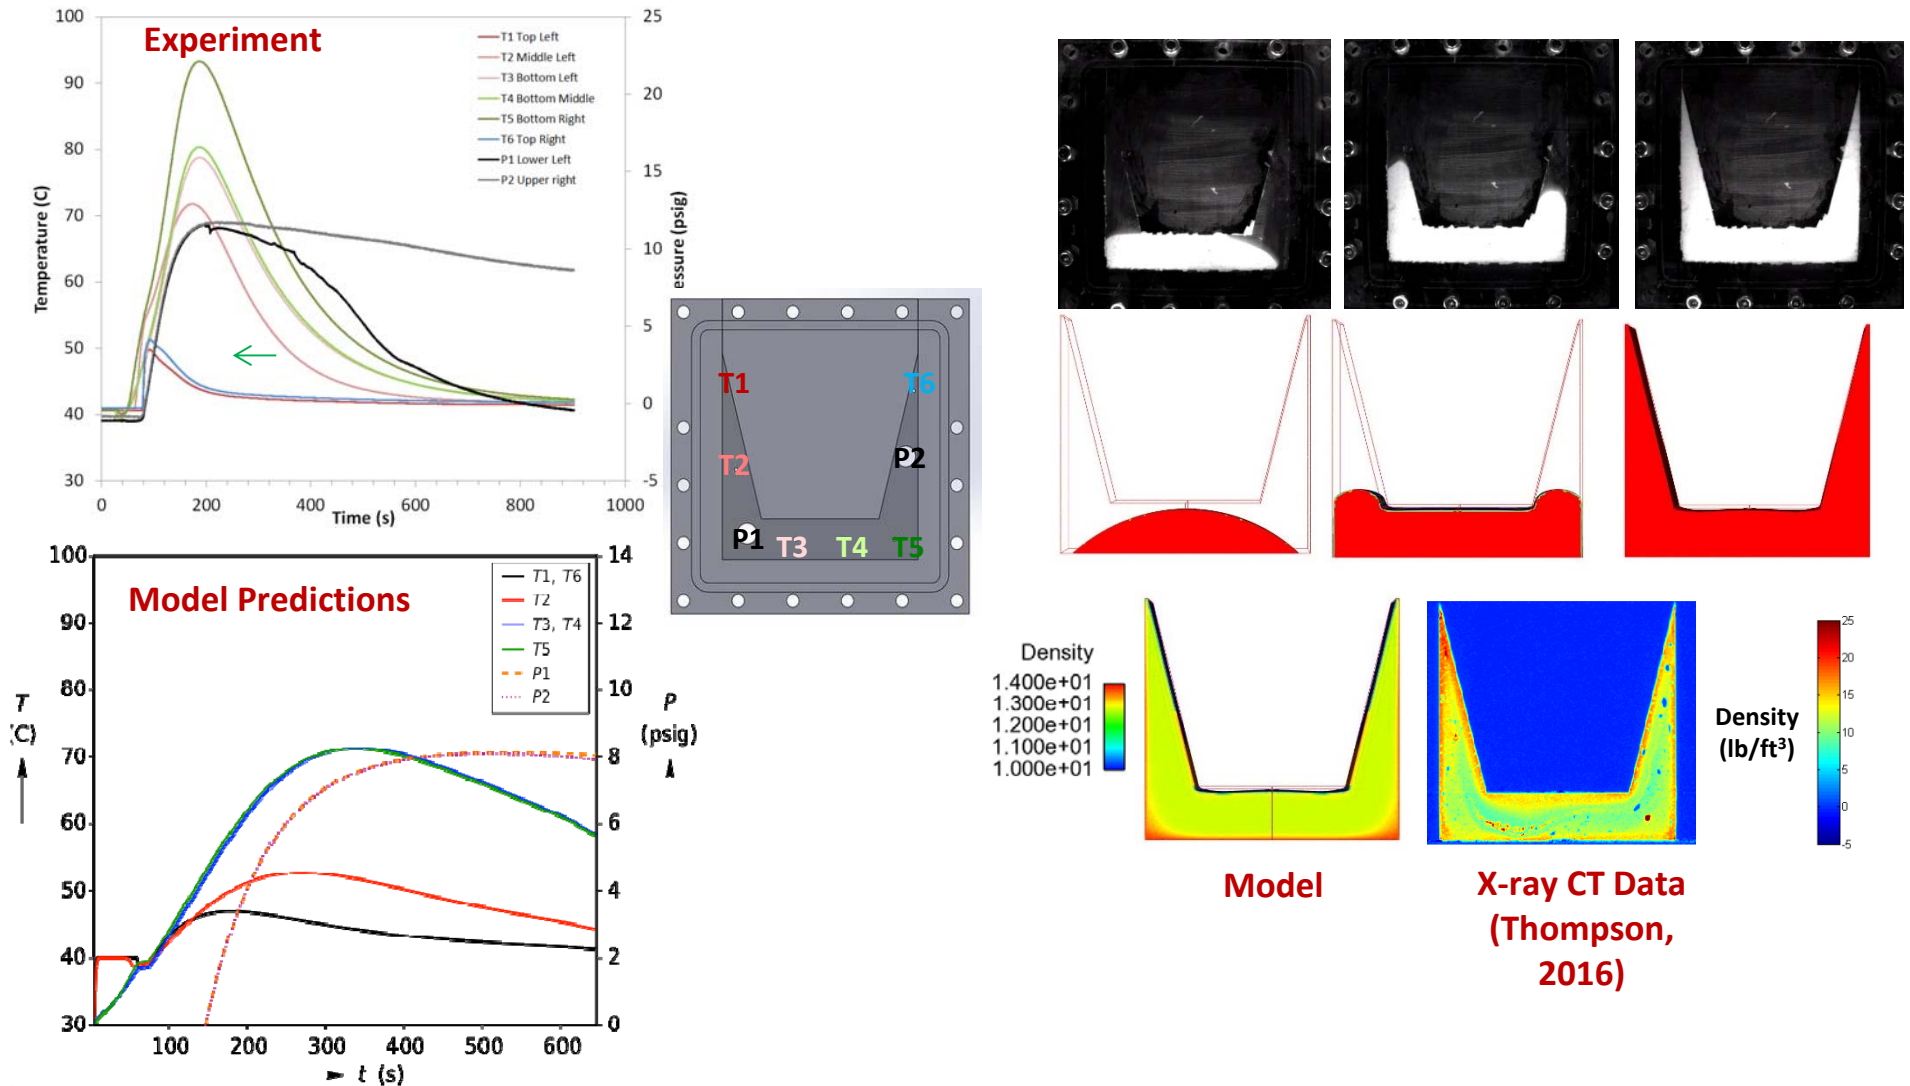 Experiment
100
90
80
70
60
50
40
30
Temperature (C)
25
20
15
10
5
0
-5
essure (psig)
0
200
400
600
800
1000
Time (s)
T1 Top Left
T2 Middle Left
T3 Bottom Left
T4 Bottom Middle
T5 Bottom Right
T6 Top Right
P1 Lower Left
P2 Upper right
T1
T6
T2
P2
P1
T3
T4
T5
Model Predictions
100
90
80
70
60
50
40
30
T
(C)
14
12
10
8
6
4
2
0
P
(psig)
100
200
300
400
500
600
t (s)
T1, T6
T2
T3, T4
T5
P1
P2
Density
1.400e+01
1.300e+01
1.200e+01
1.100e+01
1.000e+01
Model
X-ray CT Data
(Thompson,
2016)
Density
(lb/ft³)
25
20
15
10
5
0
-5